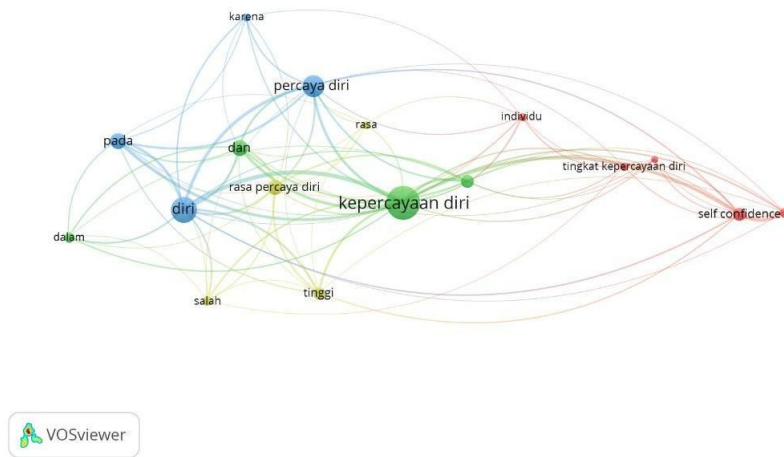 karena
percaya diri
rasa
individu
pada
dan
tingkat kepercayaan diri
rasa percaya diri
kepercayaan diri
diri
self confidence
dalam
salah
tinggi
VOSviewer